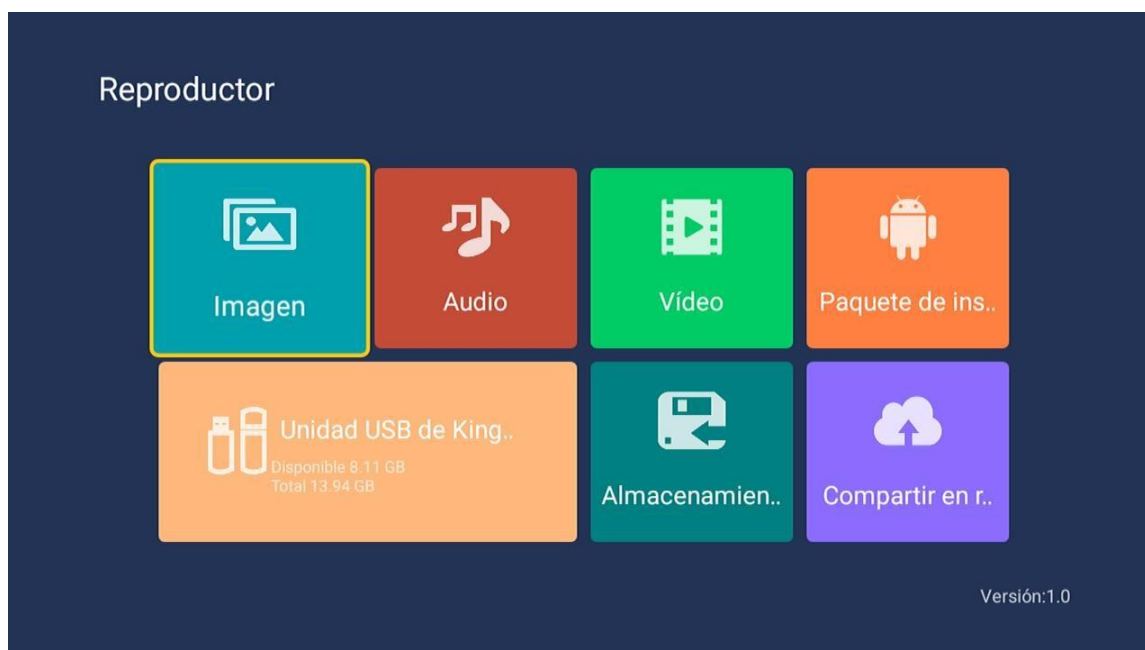 Reproductor
Imagen
Audio
Vídeo
Paquete de ins..
Unidad USB de King..
Disponible 8.11 GB
Total 13.94 GB
Almacenamien..
Compartir en r..
Versión:1.0